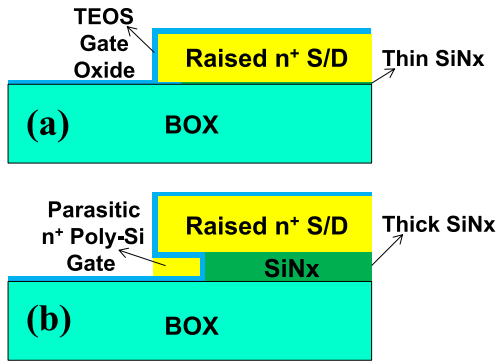 TEOS
Gate
Oxide
Raised n⁺ S/D
Thin SiNx
(a)
BOX
Parasitic
n⁺ Poly-Si
Gate
Raised n⁺ S/D
Thick SiNx
SiNx
(b)
BOX